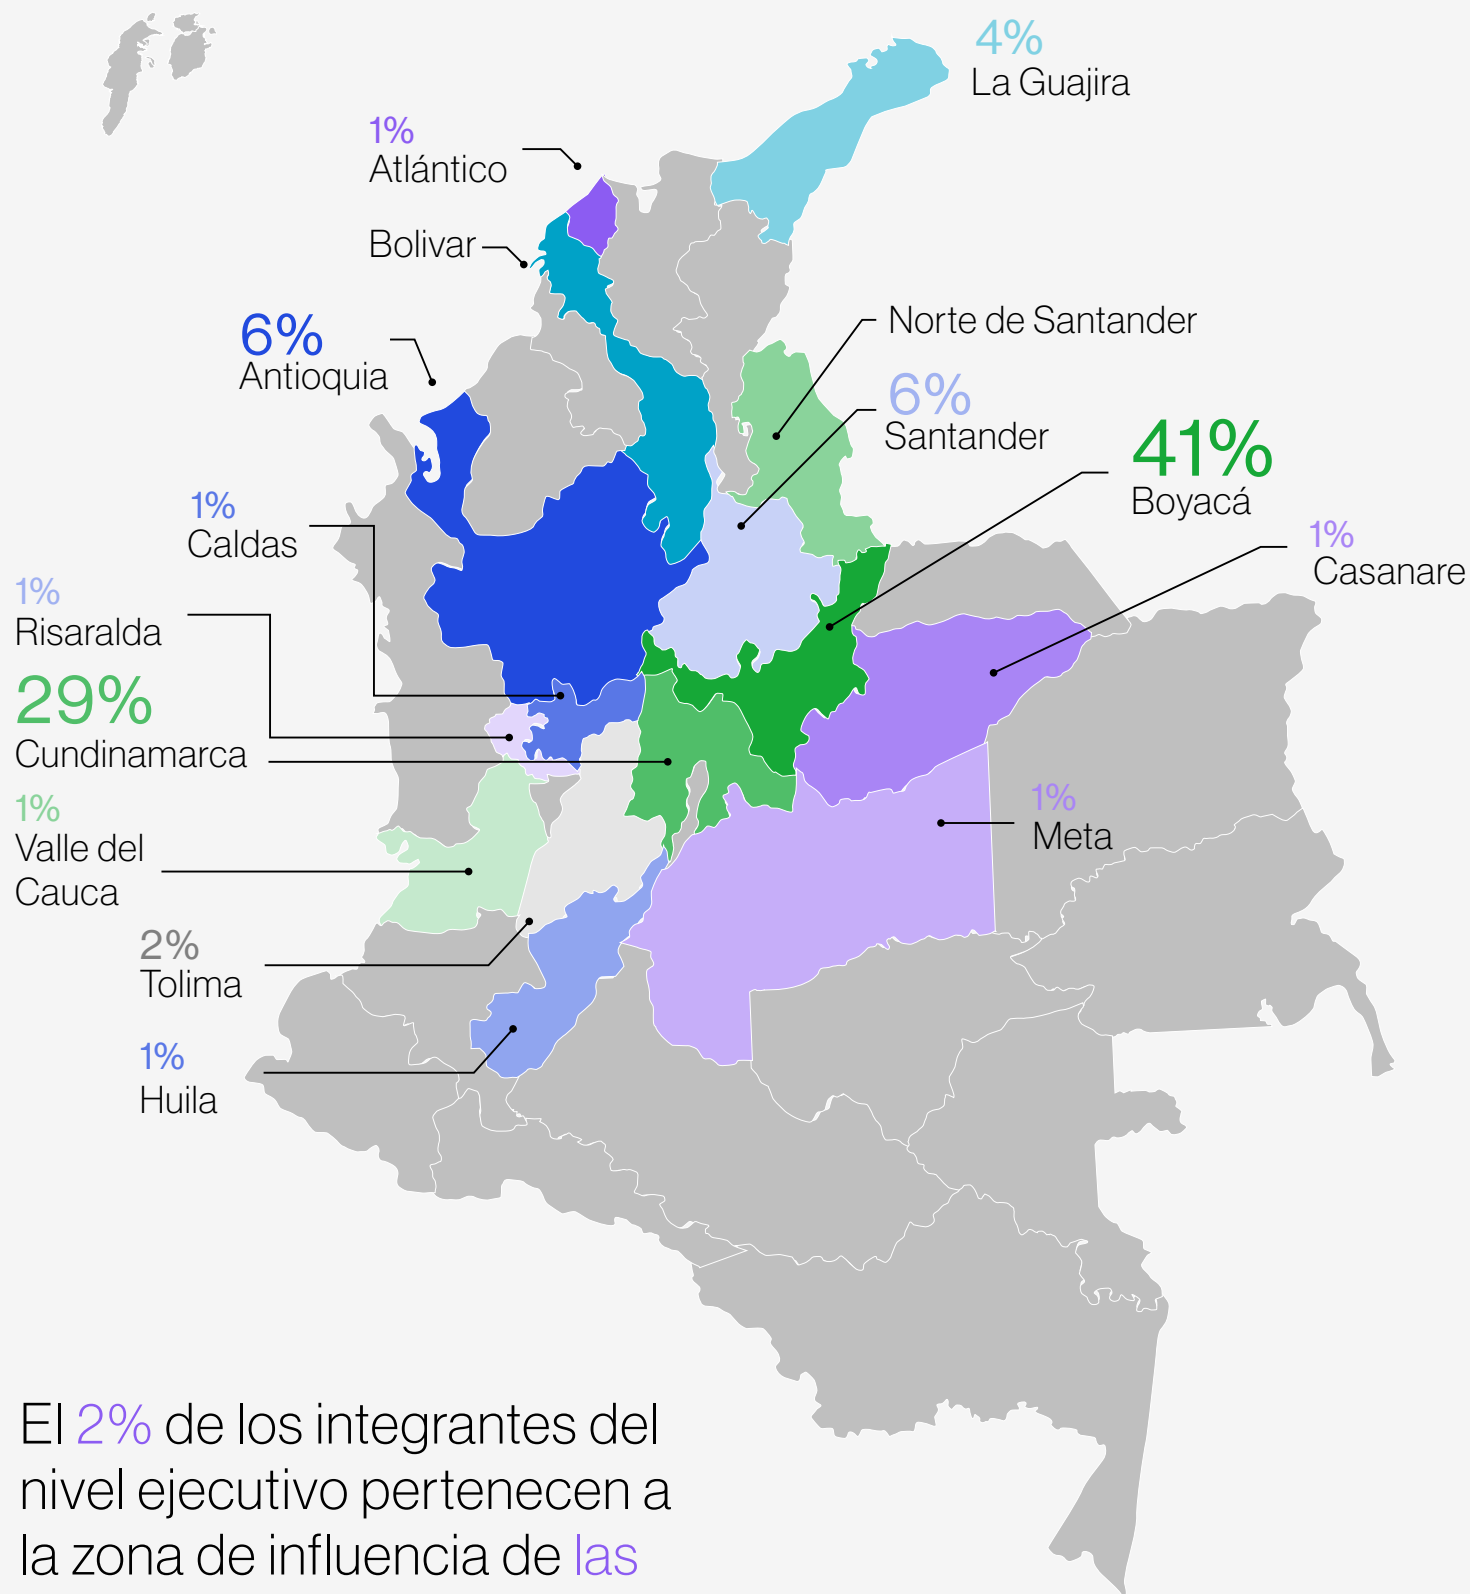 4%
La Guajira
1%
Atlántico
Bolivar
Norte de Santander
6%
Antioquia
6%
Santander
41%
Boyacá
1%
Caldas
1%
Casanare
1%
Risaralda
29%
Cundinamarca
1%
Meta
1%
Valle del
Cauca
2%
Tolima
1%
Huila
El 2% de los integrantes del
nivel ejecutivo pertenecen a
la zona de influencia de las